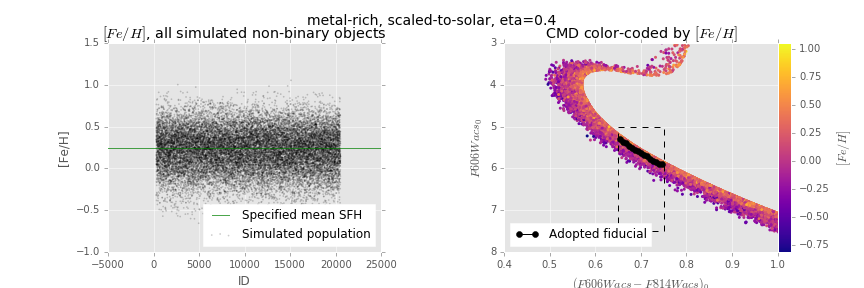 metal-rich, scaled-to-solar, eta=0.4
[Fe/H], all simulated non-binary objects
CMD color-coded by [Fe/H]
1.5
1.0
0.5
0.0
−0.5
−1.0
[Fe/H]
−5000 0 5000 10000 15000 20000 25000
ID
Specified mean SFH
Simulated population
3
4
5
6
7
8
F606Wacs0
0.4 0.5 0.6 0.7 0.8 0.9 1.0
(F606Wacs − F814Wacs)0
Adopted fiducial
1.00
0.75
0.50
0.25
0.00
−0.25
−0.50
−0.75
[Fe/H]